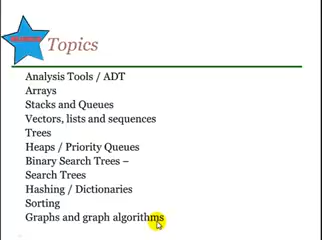 Topics
Analysis Tools / ADT
Arrays
Stacks and Queues
Vectors, lists and sequences
Trees
Heaps / Priority Queues
Binary Search Trees –
Search Trees
Hashing / Dictionaries
Sorting
Graphs and graph algorithms